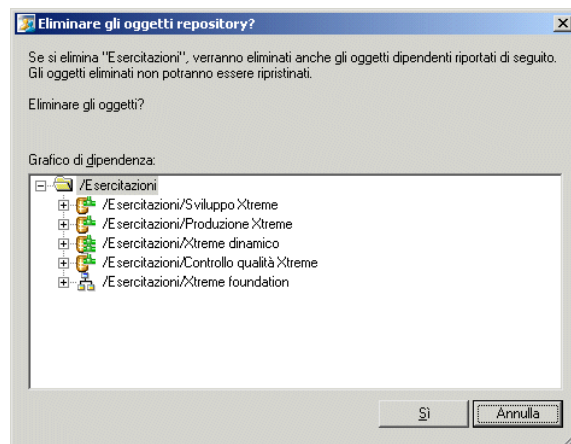 Eliminare gli oggetti repository?
Se si elimina "Esercitazioni", verranno eliminati anche gli oggetti dipendenti riportati di seguito.
Gli oggetti eliminati non potranno essere ripristinati.
Eliminare gli oggetti?
Grafico di dipendenza:
/Esercitazioni
/Esercitazioni/Sviluppo Xtreme
/Esercitazioni/Produzione Xtreme
/Esercitazioni/Xtreme dinamico
/Esercitazioni/Controllo qualità Xtreme
/Esercitazioni/Xtreme foundation
Sì Annulla